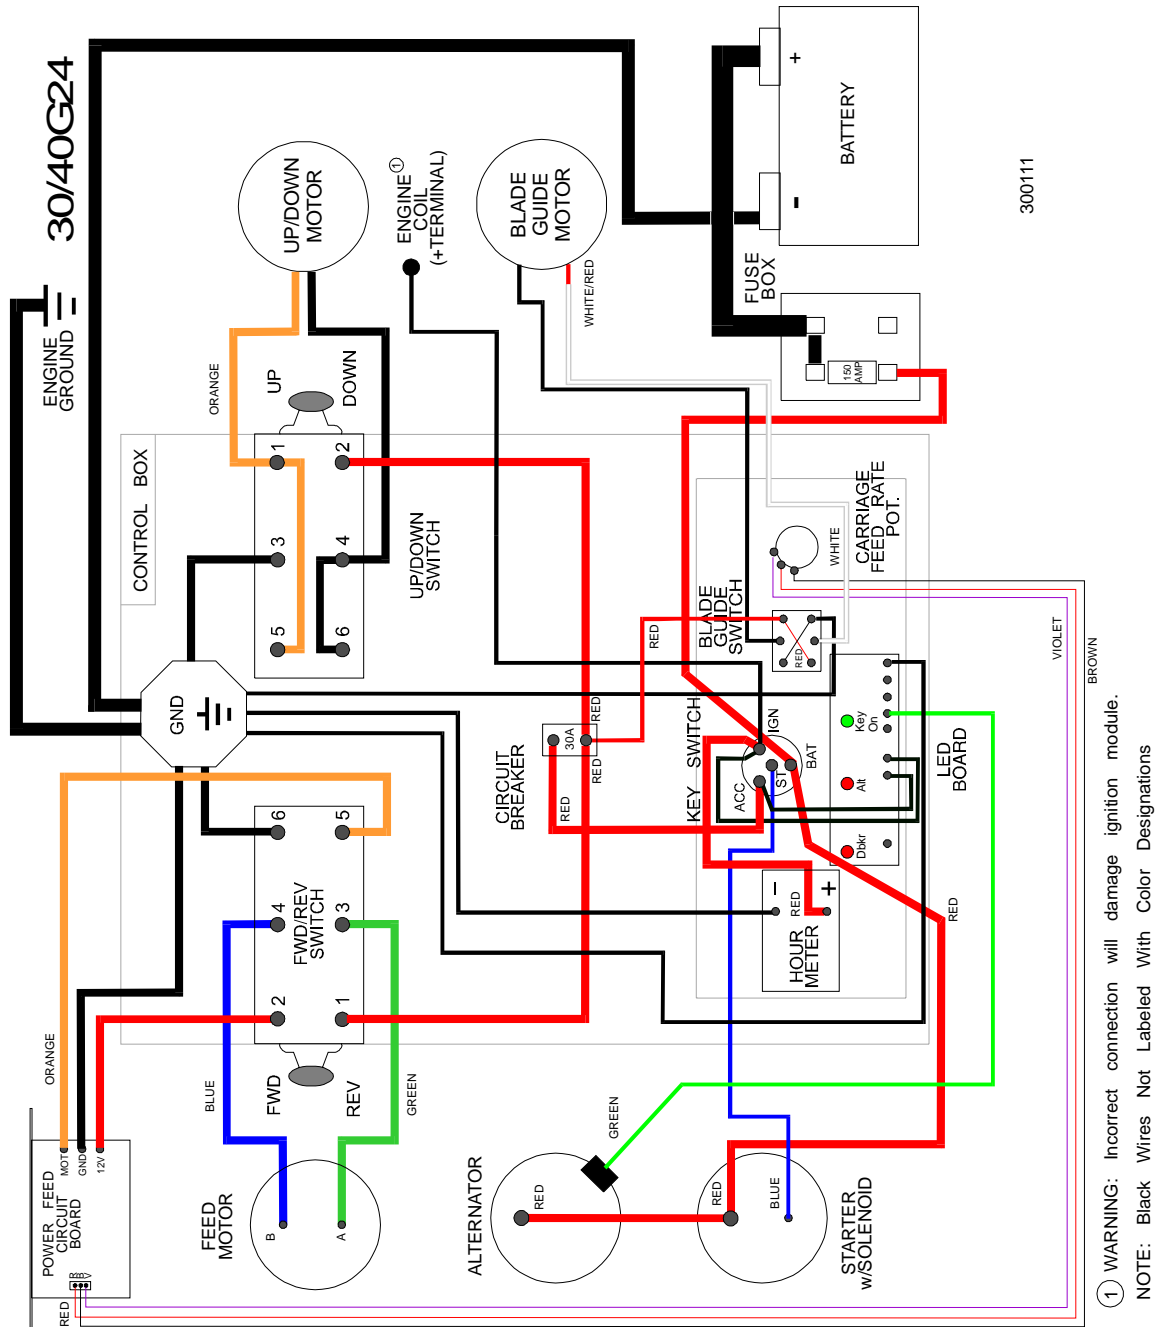 30/40G24
ENGINE
GROUND
CONTROL BOX
ORANGE
UP/DOWN
MOTOR
UP
DOWN
1
2
3
4
5
6
UP/DOWN
SWITCH
ENGINE ①
COIL
(+TERMINAL)
BLADE
GUIDE
MOTOR
WHITE/RED
BATTERY
+
-
FUSE
BOX
150
AMP
300111
GND
CARRIAGE
FEED RATE
POT.
WHITE
BLADE
GUIDE
SWITCH
RED
RED
VIOLET
BROWN
CIRCUIT
BREAKER
30A
RED
RED
RED
KEY SWITCH
IGN
ST
BAT
ACC
LED
BOARD
Key
On
Alt
Dbkr
HOUR
METER
-
+
RED
RED
6
5
4
3
2
1
FWD/REV
SWITCH
FWD
REV
ORANGE
BLUE
GREEN
POWER FEED
CIRCUIT
BOARD
MOT
GND
12V
R
B
V
RED
FEED
MOTOR
B
A
ALTERNATOR
RED
GREEN
STARTER
w/SOLENOID
RED
BLUE
① WARNING: Incorrect connection will damage ignition module.
NOTE: Black Wires Not Labeled With Color Designations